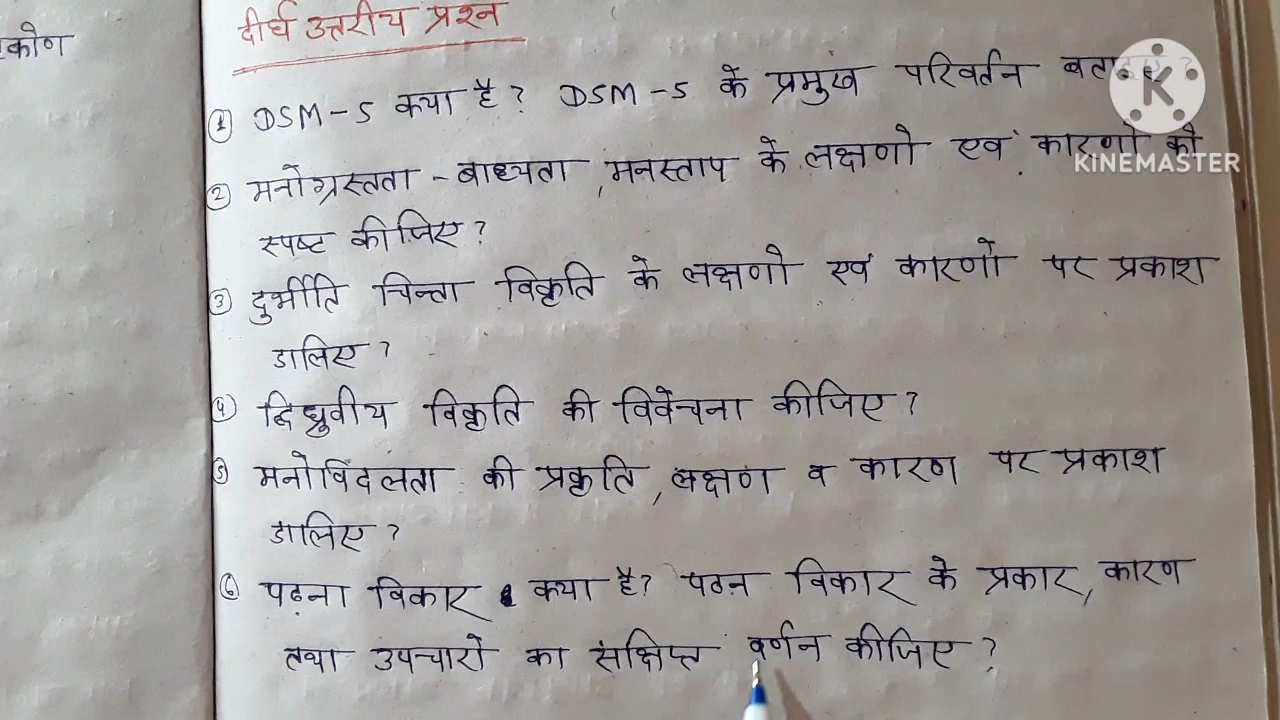 दीर्घ उत्तरीय प्रश्न
① DSM-5 क्या है? DSM-5 के प्रमुख परिवर्तन
② मनोग्रस्तता-बाध्यता, मनस्ताप के लक्षणो एवं कारणो को
स्पष्ट कीजिए?
③ दुर्भीति चिन्ता विकृति के लक्षणो एवं कारणों पर प्रकाश
डालिए?
④ द्विध्रुवीय विकृति की विवेचना कीजिए?
⑤ मनोविदलता की प्रकृति, लक्षण व कारण पर प्रकाश
डालिए?
⑥ पढ़ना विकार क्या है? पठन विकार के प्रकार, कारण
तथा उपचारो का संक्षिप्त वर्णन कीजिए?
K
KINEMASTER